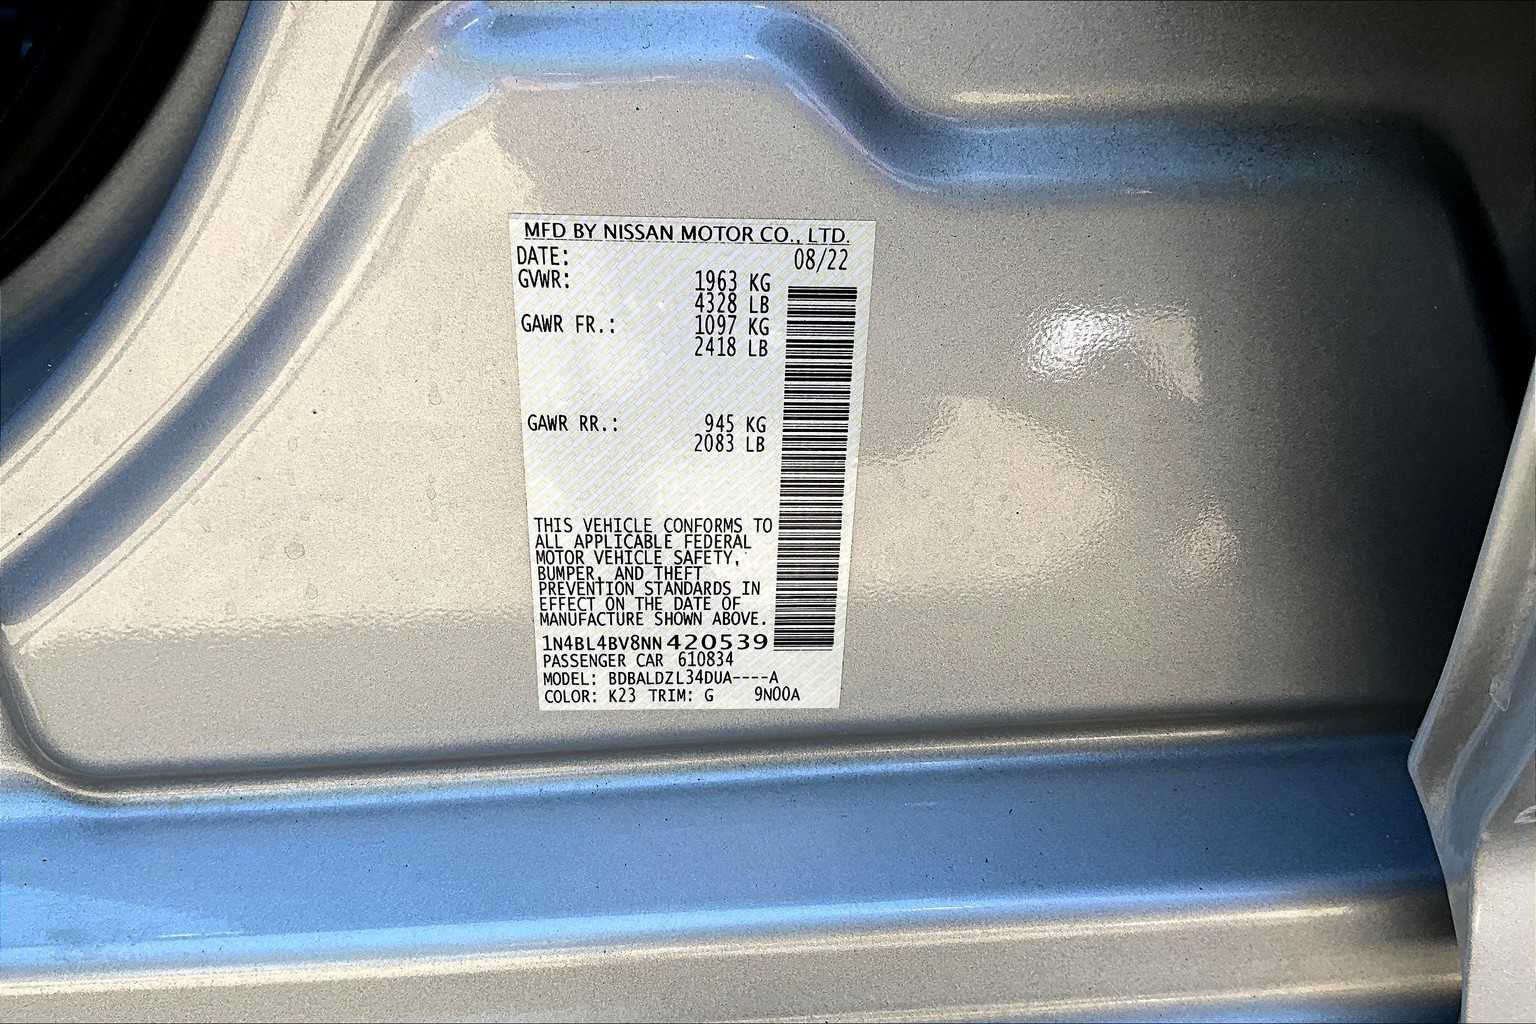 MFD BY NISSAN MOTOR CO., LTD.
DATE: 08/22
GVWR: 1963 KG
4328 LB
GAWR FR.: 1097 KG
2418 LB
GAWR RR.: 945 KG
2083 LB
THIS VEHICLE CONFORMS TO
ALL APPLICABLE FEDERAL
MOTOR VEHICLE SAFETY,
BUMPER, AND THEFT
PREVENTION STANDARDS IN
EFFECT ON THE DATE OF
MANUFACTURE SHOWN ABOVE.
1N4BL4BV8NN420539
PASSENGER CAR 610834
MODEL: BDBALDZL34DUA----A
COLOR: K23 TRIM: G 9N00A